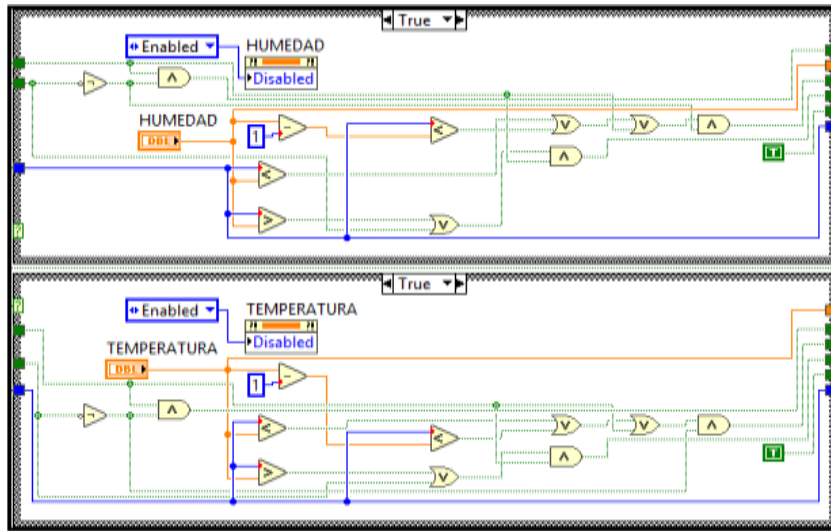 True
Enabled
HUMEDAD
Disabled
HUMEDAD
DBL
1
T
True
Enabled
TEMPERATURA
Disabled
TEMPERATURA
DBL
1
T